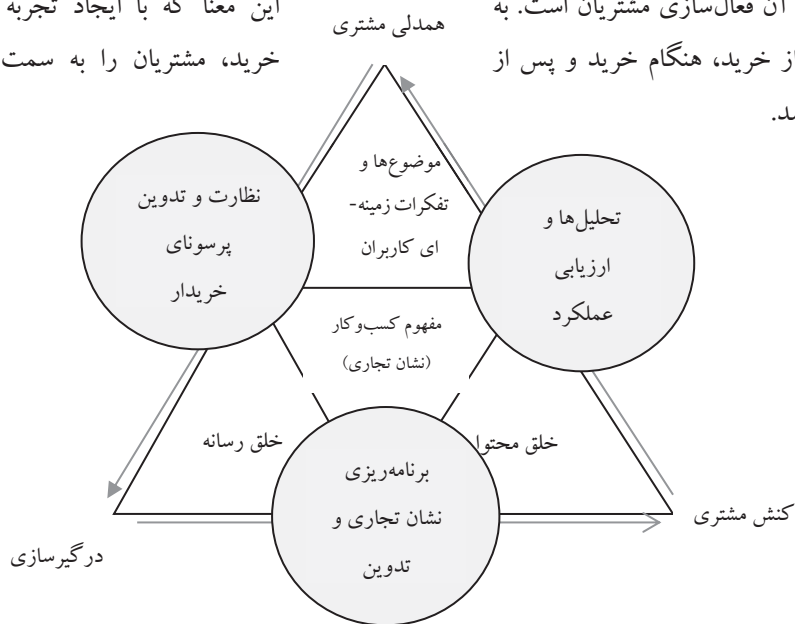 آن فعال‌سازی مشتریان است. به
از خرید، هنگام خرید و پس از
شد.
این معنا که با ایجاد تجربه
خرید، مشتریان را به سمت
همدلی مشتری
موضوع‌ها و
تفکرات زمینه-
ای کاربران
نظارت و تدوین
پرسونای
خریدار
تحلیل‌ها و
ارزیابی
عملکرد
مفهوم کسب‌وکار
(نشان تجاری)
خلق محتوا
خلق رسانه
برنامه‌ریزی
نشان تجاری و
تدوین
کنش مشتری
درگیرسازی